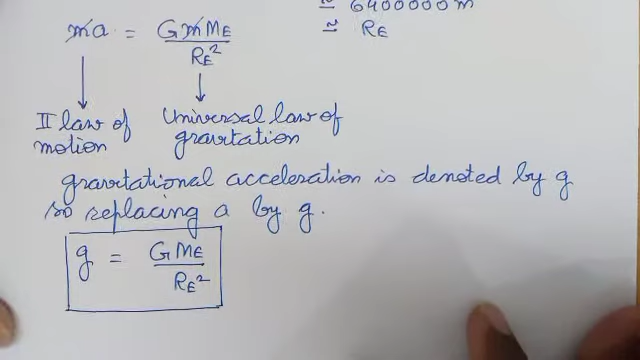 ≅ 6400000m
ma = GmME / RE²
≅ RE
II law of motion
Universal law of gravitation
gravitational acceleration is denoted by g
so replacing a by g.
g = GME / RE²